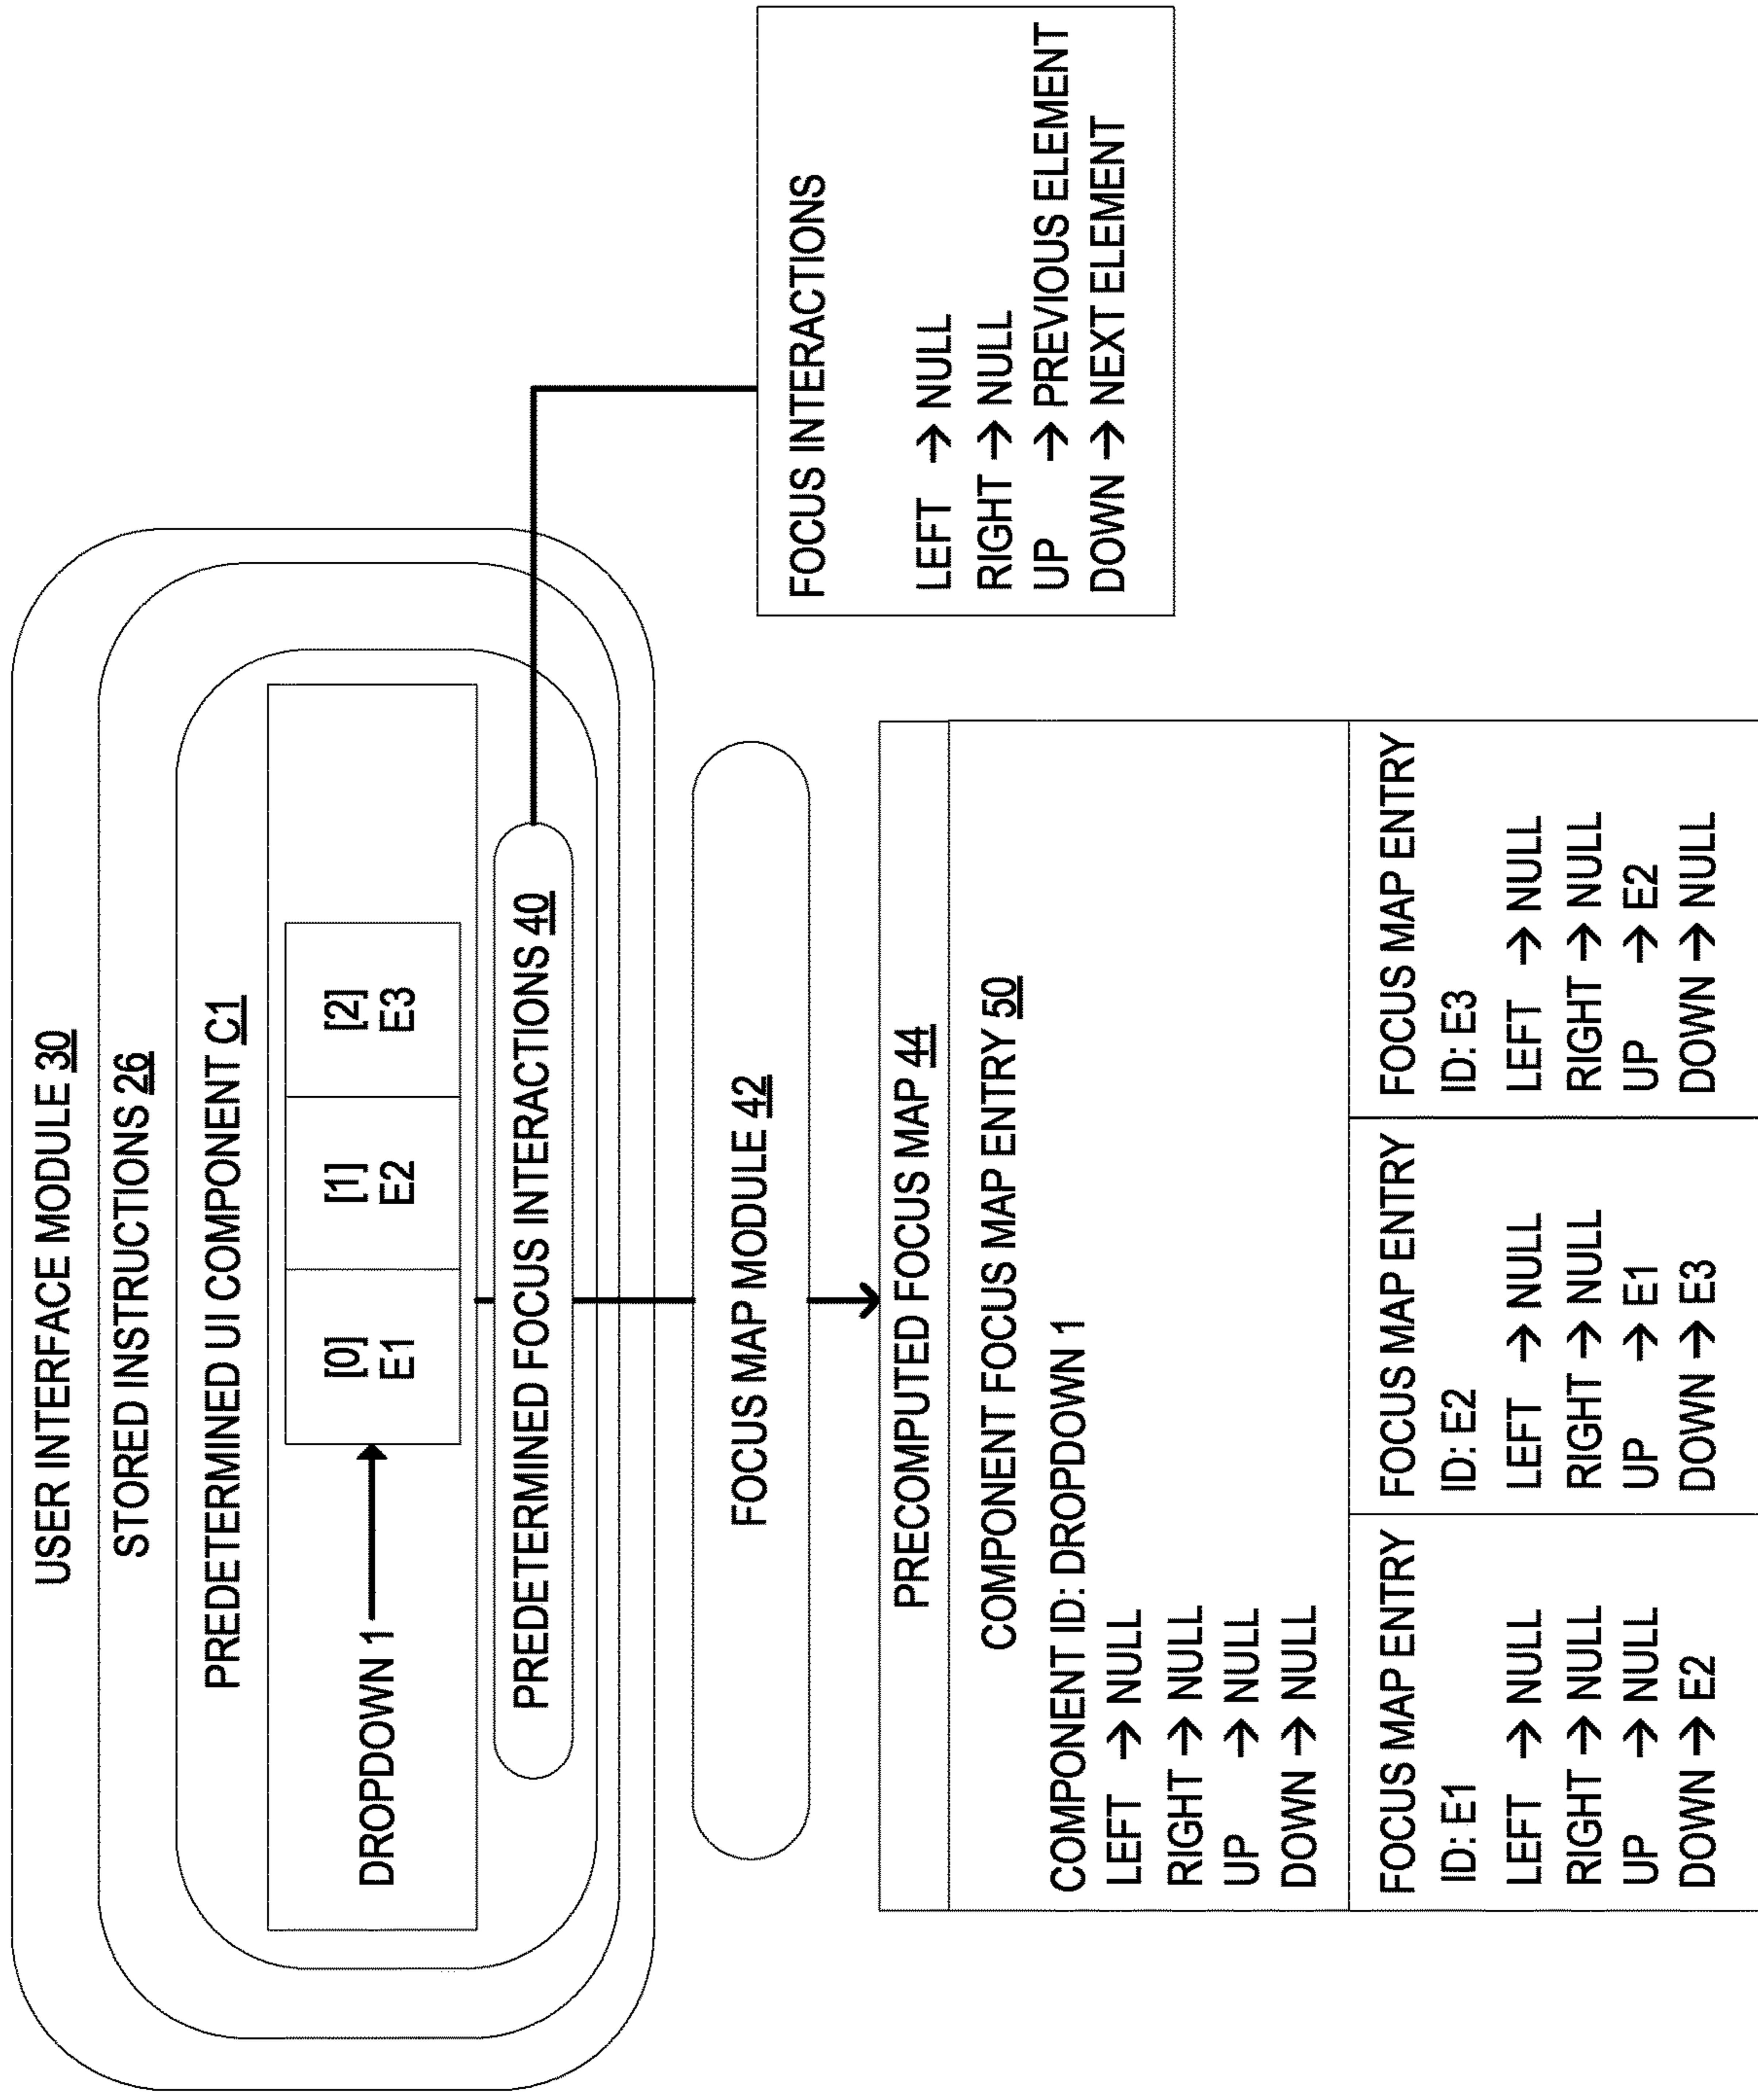 USER INTERFACE MODULE 30
STORED INSTRUCTIONS 26
PREDETERMINED UI COMPONENT C1
DROPDOWN 1
[0]
E1
[1]
E2
[2]
E3
PREDETERMINED FOCUS INTERACTIONS 40
FOCUS INTERACTIONS
LEFT → NULL
RIGHT → NULL
UP → PREVIOUS ELEMENT
DOWN → NEXT ELEMENT
FOCUS MAP MODULE 42
PRECOMPUTED FOCUS MAP 44
COMPONENT FOCUS MAP ENTRY 50
COMPONENT ID: DROPDOWN 1
LEFT → NULL
RIGHT → NULL
UP → NULL
DOWN → NULL
FOCUS MAP ENTRY
ID: E1
LEFT → NULL
RIGHT → NULL
UP → NULL
DOWN → E2
FOCUS MAP ENTRY
ID: E2
LEFT → NULL
RIGHT → NULL
UP → E1
DOWN → E3
FOCUS MAP ENTRY
ID: E3
LEFT → NULL
RIGHT → NULL
UP → E2
DOWN → NULL